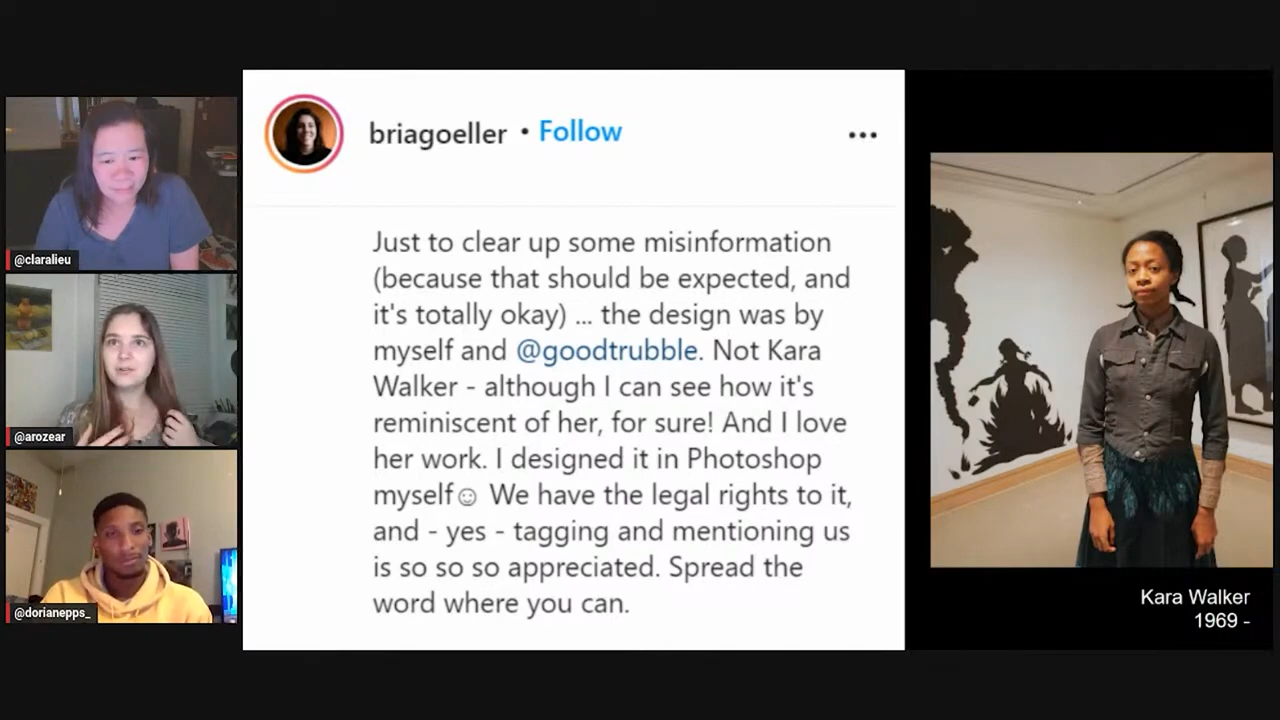 @claralieu
@arozear
@dorianepps_
briagoeller • Follow
Just to clear up some misinformation
(because that should be expected, and
it's totally okay) ... the design was by
myself and @goodtrubble. Not Kara
Walker - although I can see how it's
reminiscent of her, for sure! And I love
her work. I designed it in Photoshop
myself☺ We have the legal rights to it,
and - yes - tagging and mentioning us
is so so so appreciated. Spread the
word where you can.
Kara Walker
1969 -